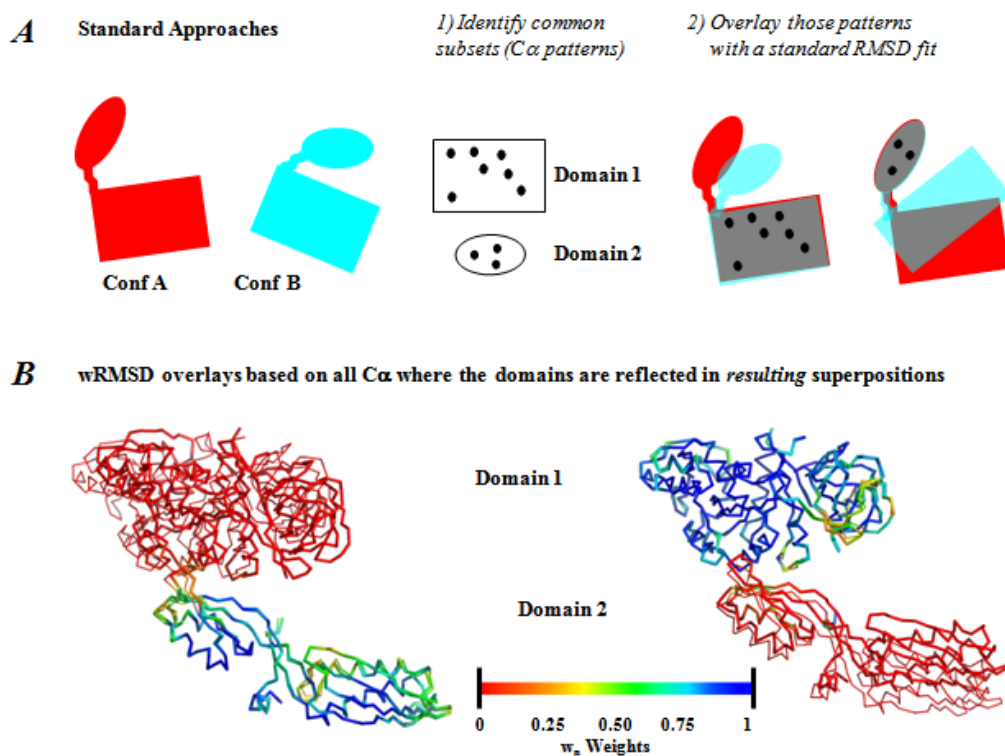 A Standard Approaches
1) Identify common
subsets (Cα patterns)
2) Overlay those patterns
with a standard RMSD fit
Domain 1
Domain 2
Conf A
Conf B
B wRMSD overlays based on all Cα where the domains are reflected in resulting superpositions
Domain 1
Domain 2
0 0.25 0.50 0.75 1
wn Weights